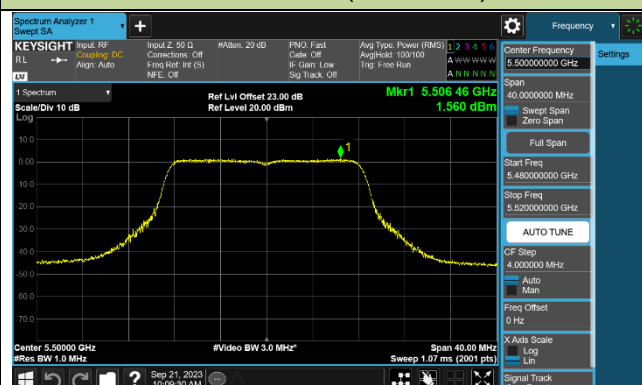 Spectrum Analyzer 1
Swept SA
Frequency
KEYSIGHT
RL
Input: RF
Coupling: DC
Align: Auto
Input Z: 50 Ω
Corrections: Off
Freq Ref: Int (S)
NFE: Off
#Atten: 20 dB
PNO: Fast
Gate: Off
IF Gain: Low
Sig Track: Off
Avg Type: Power (RMS)
Avg|Hold: 100/100
Trig: Free Run
1 2 3 4 5 6
A W W W W W
A N N N N N
LXI
1 Spectrum
Scale/Div 10 dB
Log
Ref Lvl Offset 23.00 dB
Ref Level 20.00 dBm
Mkr1 5.506 46 GHz
1.560 dBm
1
10.0
0.00
-10.0
-20.0
-30.0
-40.0
-50.0
-60.0
-70.0
Center 5.50000 GHz
#Res BW 1.0 MHz
#Video BW 3.0 MHz*
Span 40.00 MHz
Sweep 1.07 ms (2001 pts)
Sep 21, 2023
10:09:30 AM
Center Frequency
5.500000000 GHz
Settings
Span
40.0000000 MHz
Swept Span
Zero Span
Full Span
Start Freq
5.480000000 GHz
Stop Freq
5.520000000 GHz
AUTO TUNE
CF Step
4.000000 MHz
Auto
Man
Freq Offset
0 Hz
X Axis Scale
Log
Lin
Signal Track